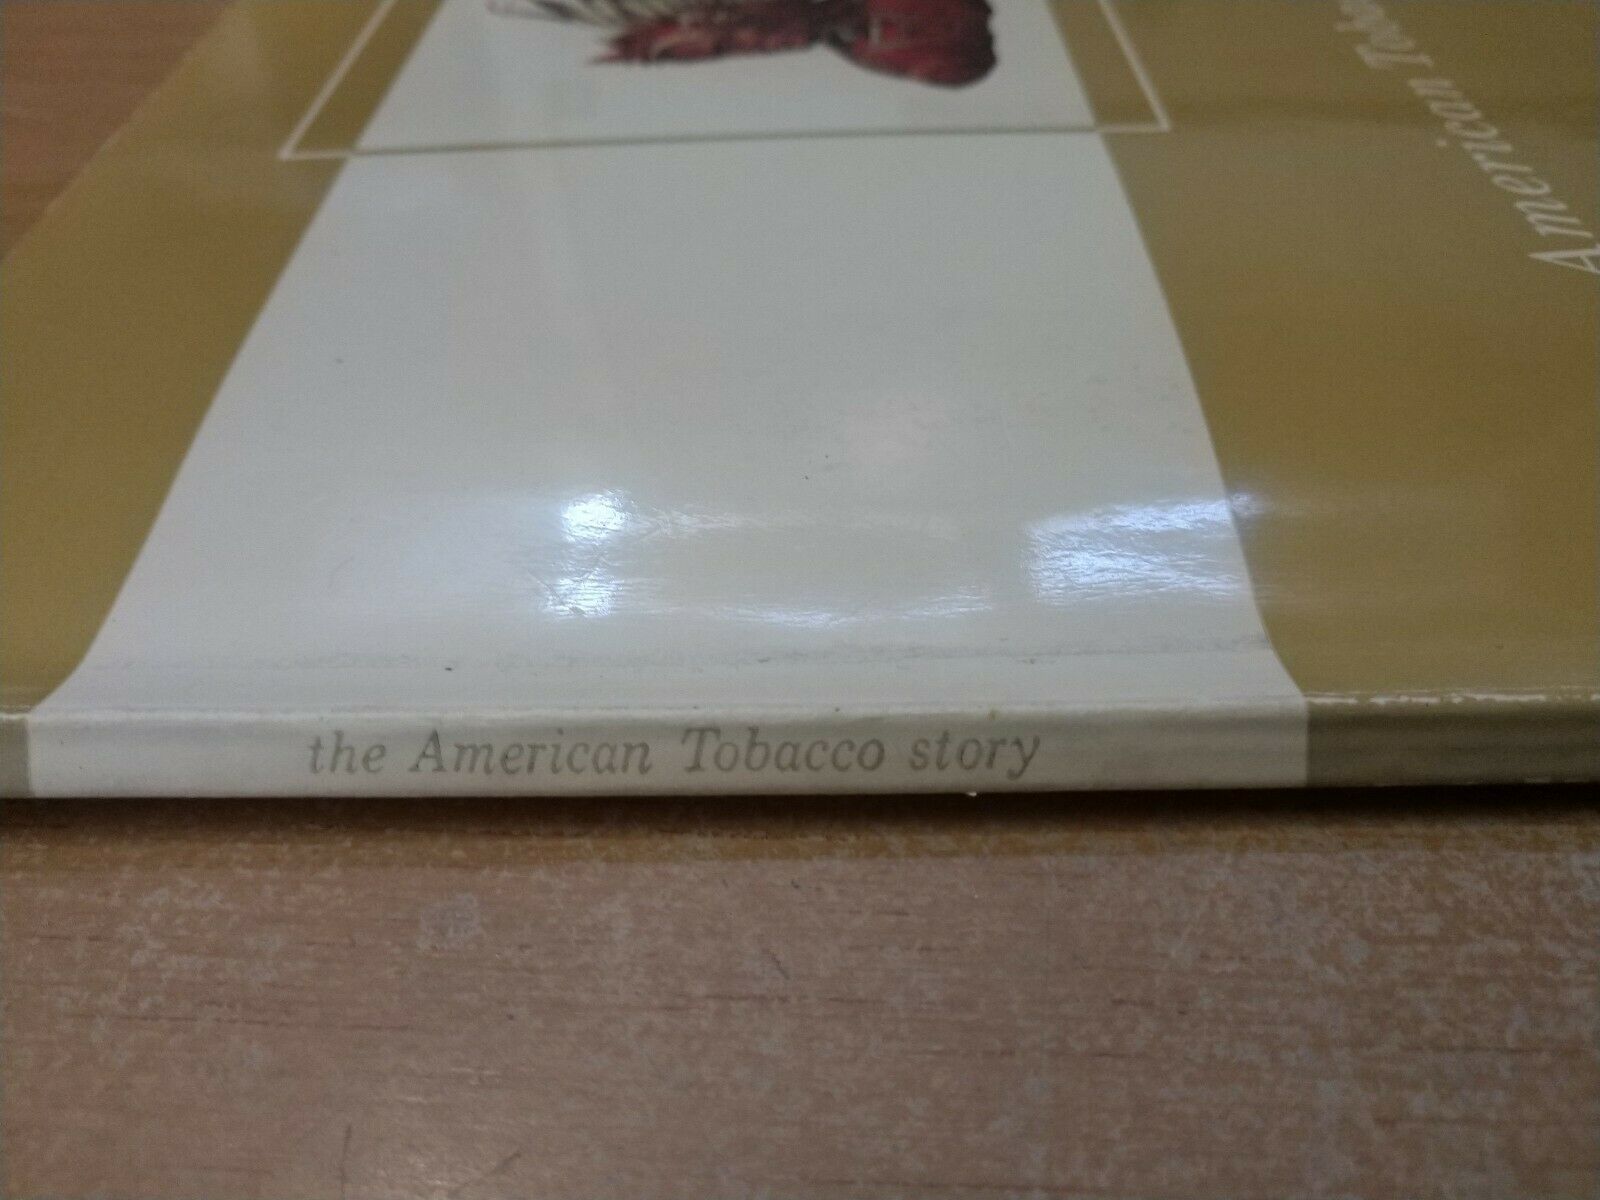 American
the American Tobacco story